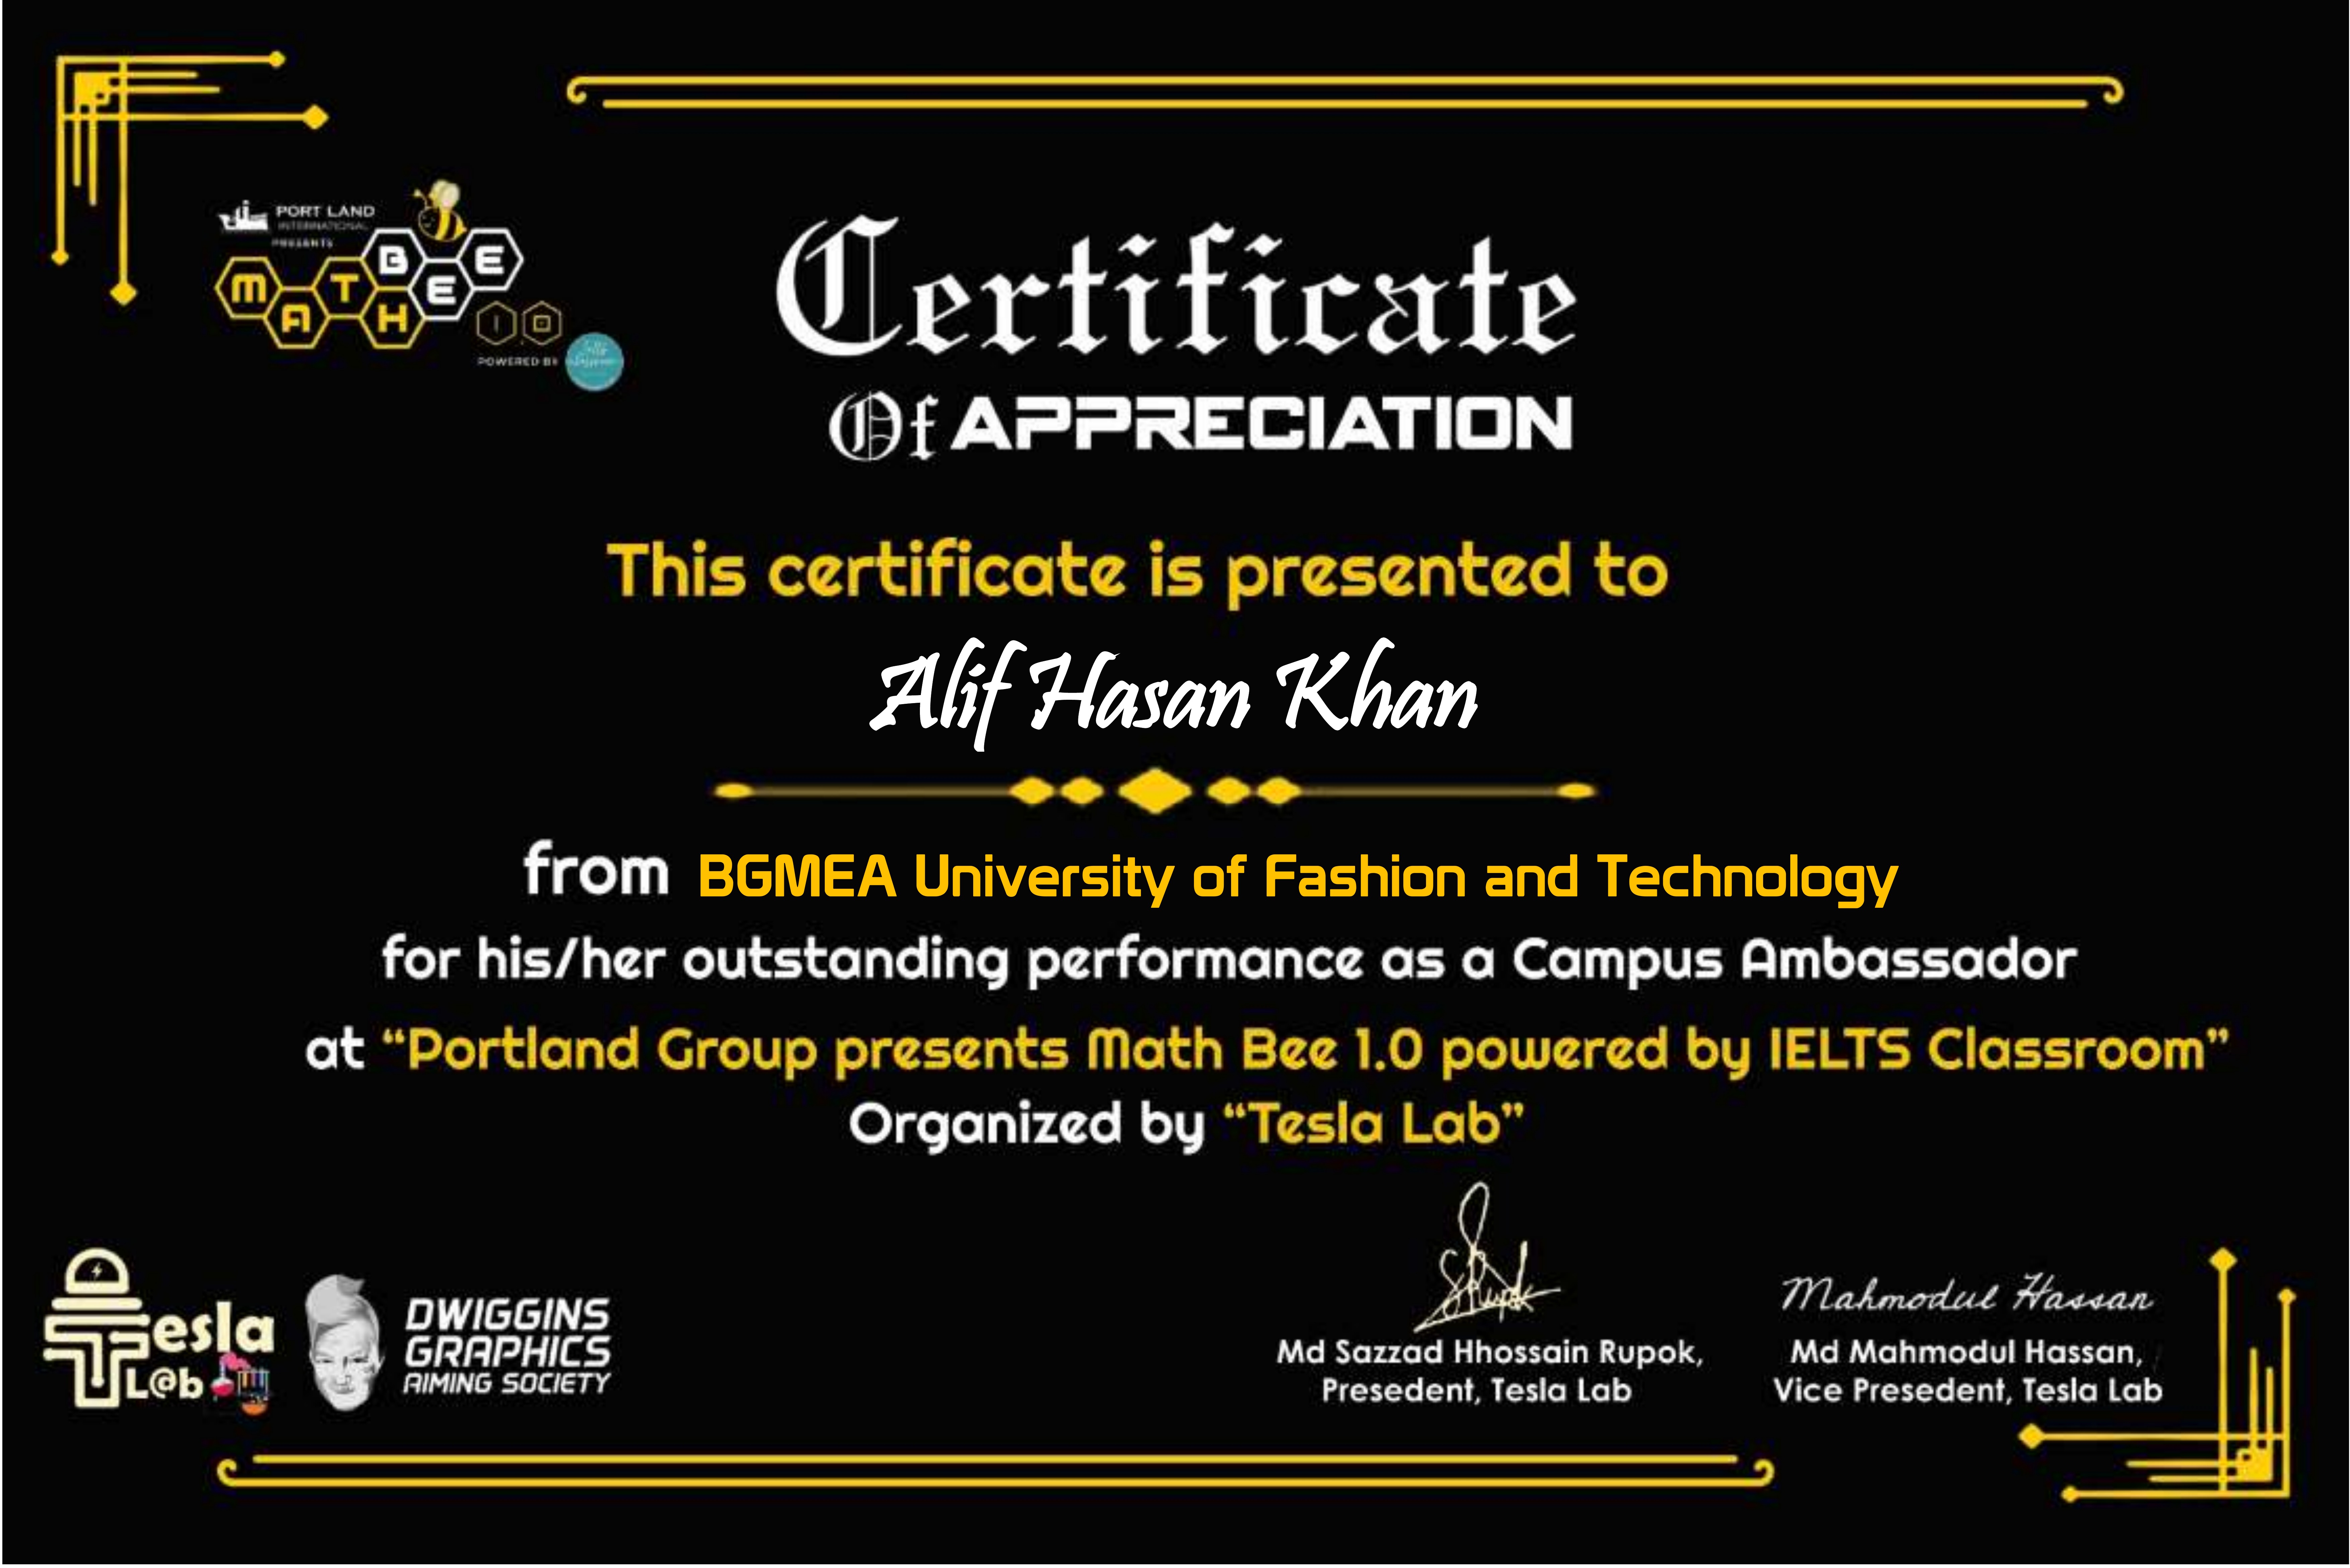 PORT LAND
INTERNATIONAL
PRESENTS
MATH BEE
1.0
POWERED BY
Certificate
Of APPRECIATION
This certificate is presented to
Alif Hasan Khan
from BGMEA University of Fashion and Technology
for his/her outstanding performance as a Campus Ambassador
at “Portland Group presents Math Bee 1.0 powered by IELTS Classroom”
Organized by “Tesla Lab”
Tesla
L@b
DWIGGINS
GRAPHICS
AIMING SOCIETY
Md Sazzad Hhossain Rupok,
Presedent, Tesla Lab
Mahmodul Hassan
Md Mahmodul Hassan,
Vice Presedent, Tesla Lab